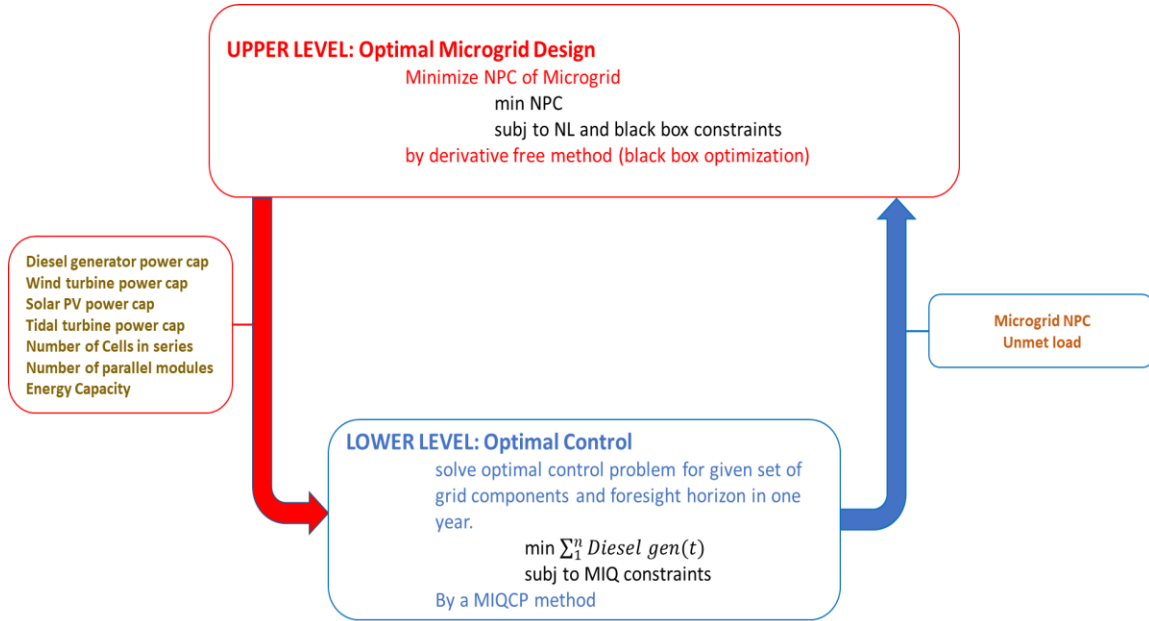 UPPER LEVEL: Optimal Microgrid Design
Minimize NPC of Microgrid
min NPC
subj to NL and black box constraints
by derivative free method (black box optimization)
Diesel generator power cap
Wind turbine power cap
Solar PV power cap
Tidal turbine power cap
Number of Cells in series
Number of parallel modules
Energy Capacity
Microgrid NPC
Unmet load
LOWER LEVEL: Optimal Control
solve optimal control problem for given set of
grid components and foresight horizon in one
year.
min ∑₁ⁿ Diesel gen(t)
subj to MIQ constraints
By a MIQCP method